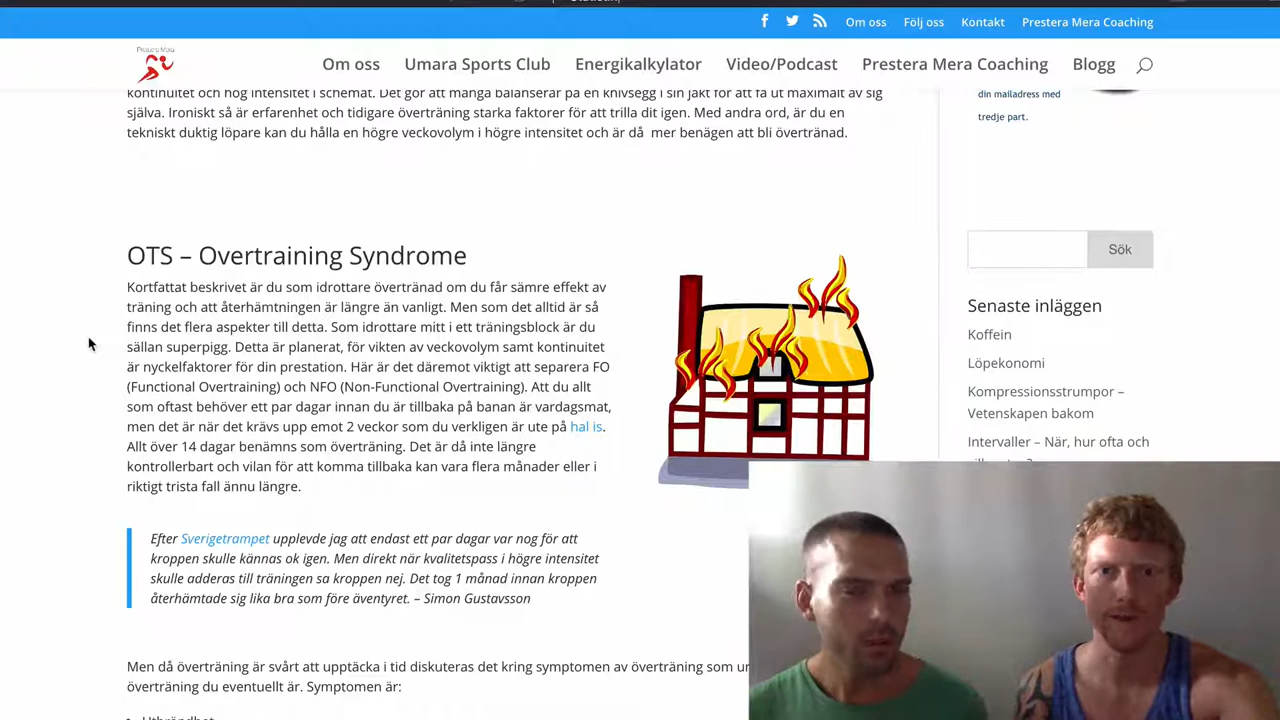 Om oss
Följ oss
Kontakt
Prestera Mera Coaching
Prestera Mera
Om oss
Umara Sports Club
Energikalkylator
Video/Podcast
Prestera Mera Coaching
Blogg
kontinuitet och hög intensitet i schemat. Det gör att många balanserar på en knivsegg i sin jakt för att få ut maximalt av sig
själva. Ironiskt så är erfarenhet och tidigare överträning starka faktorer för att trilla dit igen. Med andra ord, är du en
tekniskt duktig löpare kan du hålla en högre veckovolym i högre intensitet och är då mer benägen att bli övertränad.
OTS – Overtraining Syndrome
Kortfattat beskrivet är du som idrottare övertränad om du får sämre effekt av
träning och att återhämtningen är längre än vanligt. Men som det alltid är så
finns det flera aspekter till detta. Som idrottare mitt i ett träningsblock är du
sällan superpigg. Detta är planerat, för vikten av veckovolym samt kontinuitet
är nyckelfaktorer för din prestation. Här är det däremot viktigt att separera FO
(Functional Overtraining) och NFO (Non-Functional Overtraining). Att du allt
som oftast behöver ett par dagar innan du är tillbaka på banan är vardagsmat,
men det är när det krävs upp emot 2 veckor som du verkligen är ute på hal is.
Allt över 14 dagar benämns som överträning. Det är då inte längre
kontrollerbart och vilan för att komma tillbaka kan vara flera månader eller i
riktigt trista fall ännu längre.
Efter Sverigetrampet upplevde jag att endast ett par dagar var nog för att
kroppen skulle kännas ok igen. Men direkt när kvalitetspass i högre intensitet
skulle adderas till träningen sa kroppen nej. Det tog 1 månad innan kroppen
återhämtade sig lika bra som före äventyret. – Simon Gustavsson
Men då överträning är svårt att upptäcka i tid diskuteras det kring symptomen av överträning som
överträning du eventuellt är. Symptomen är:
Utbrändhet
din mailadress med
tredje part.
Sök
Senaste inläggen
Koffein
Löpekonomi
Kompressionsstrumpor –
Vetenskapen bakom
Intervaller – När, hur ofta och